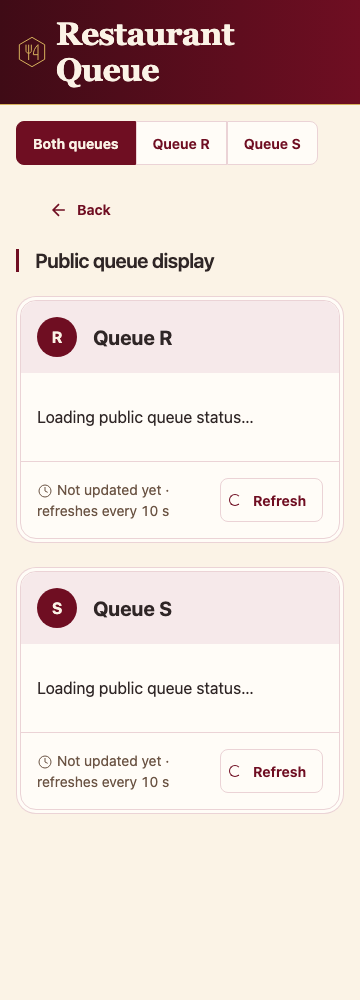 Restaurant
Queue
Both queues
Queue R
Queue S
Back
Public queue display
R
Queue R
Loading public queue status...
Not updated yet ·
refreshes every 10 s
Refresh
S
Queue S
Loading public queue status...
Not updated yet ·
refreshes every 10 s
Refresh